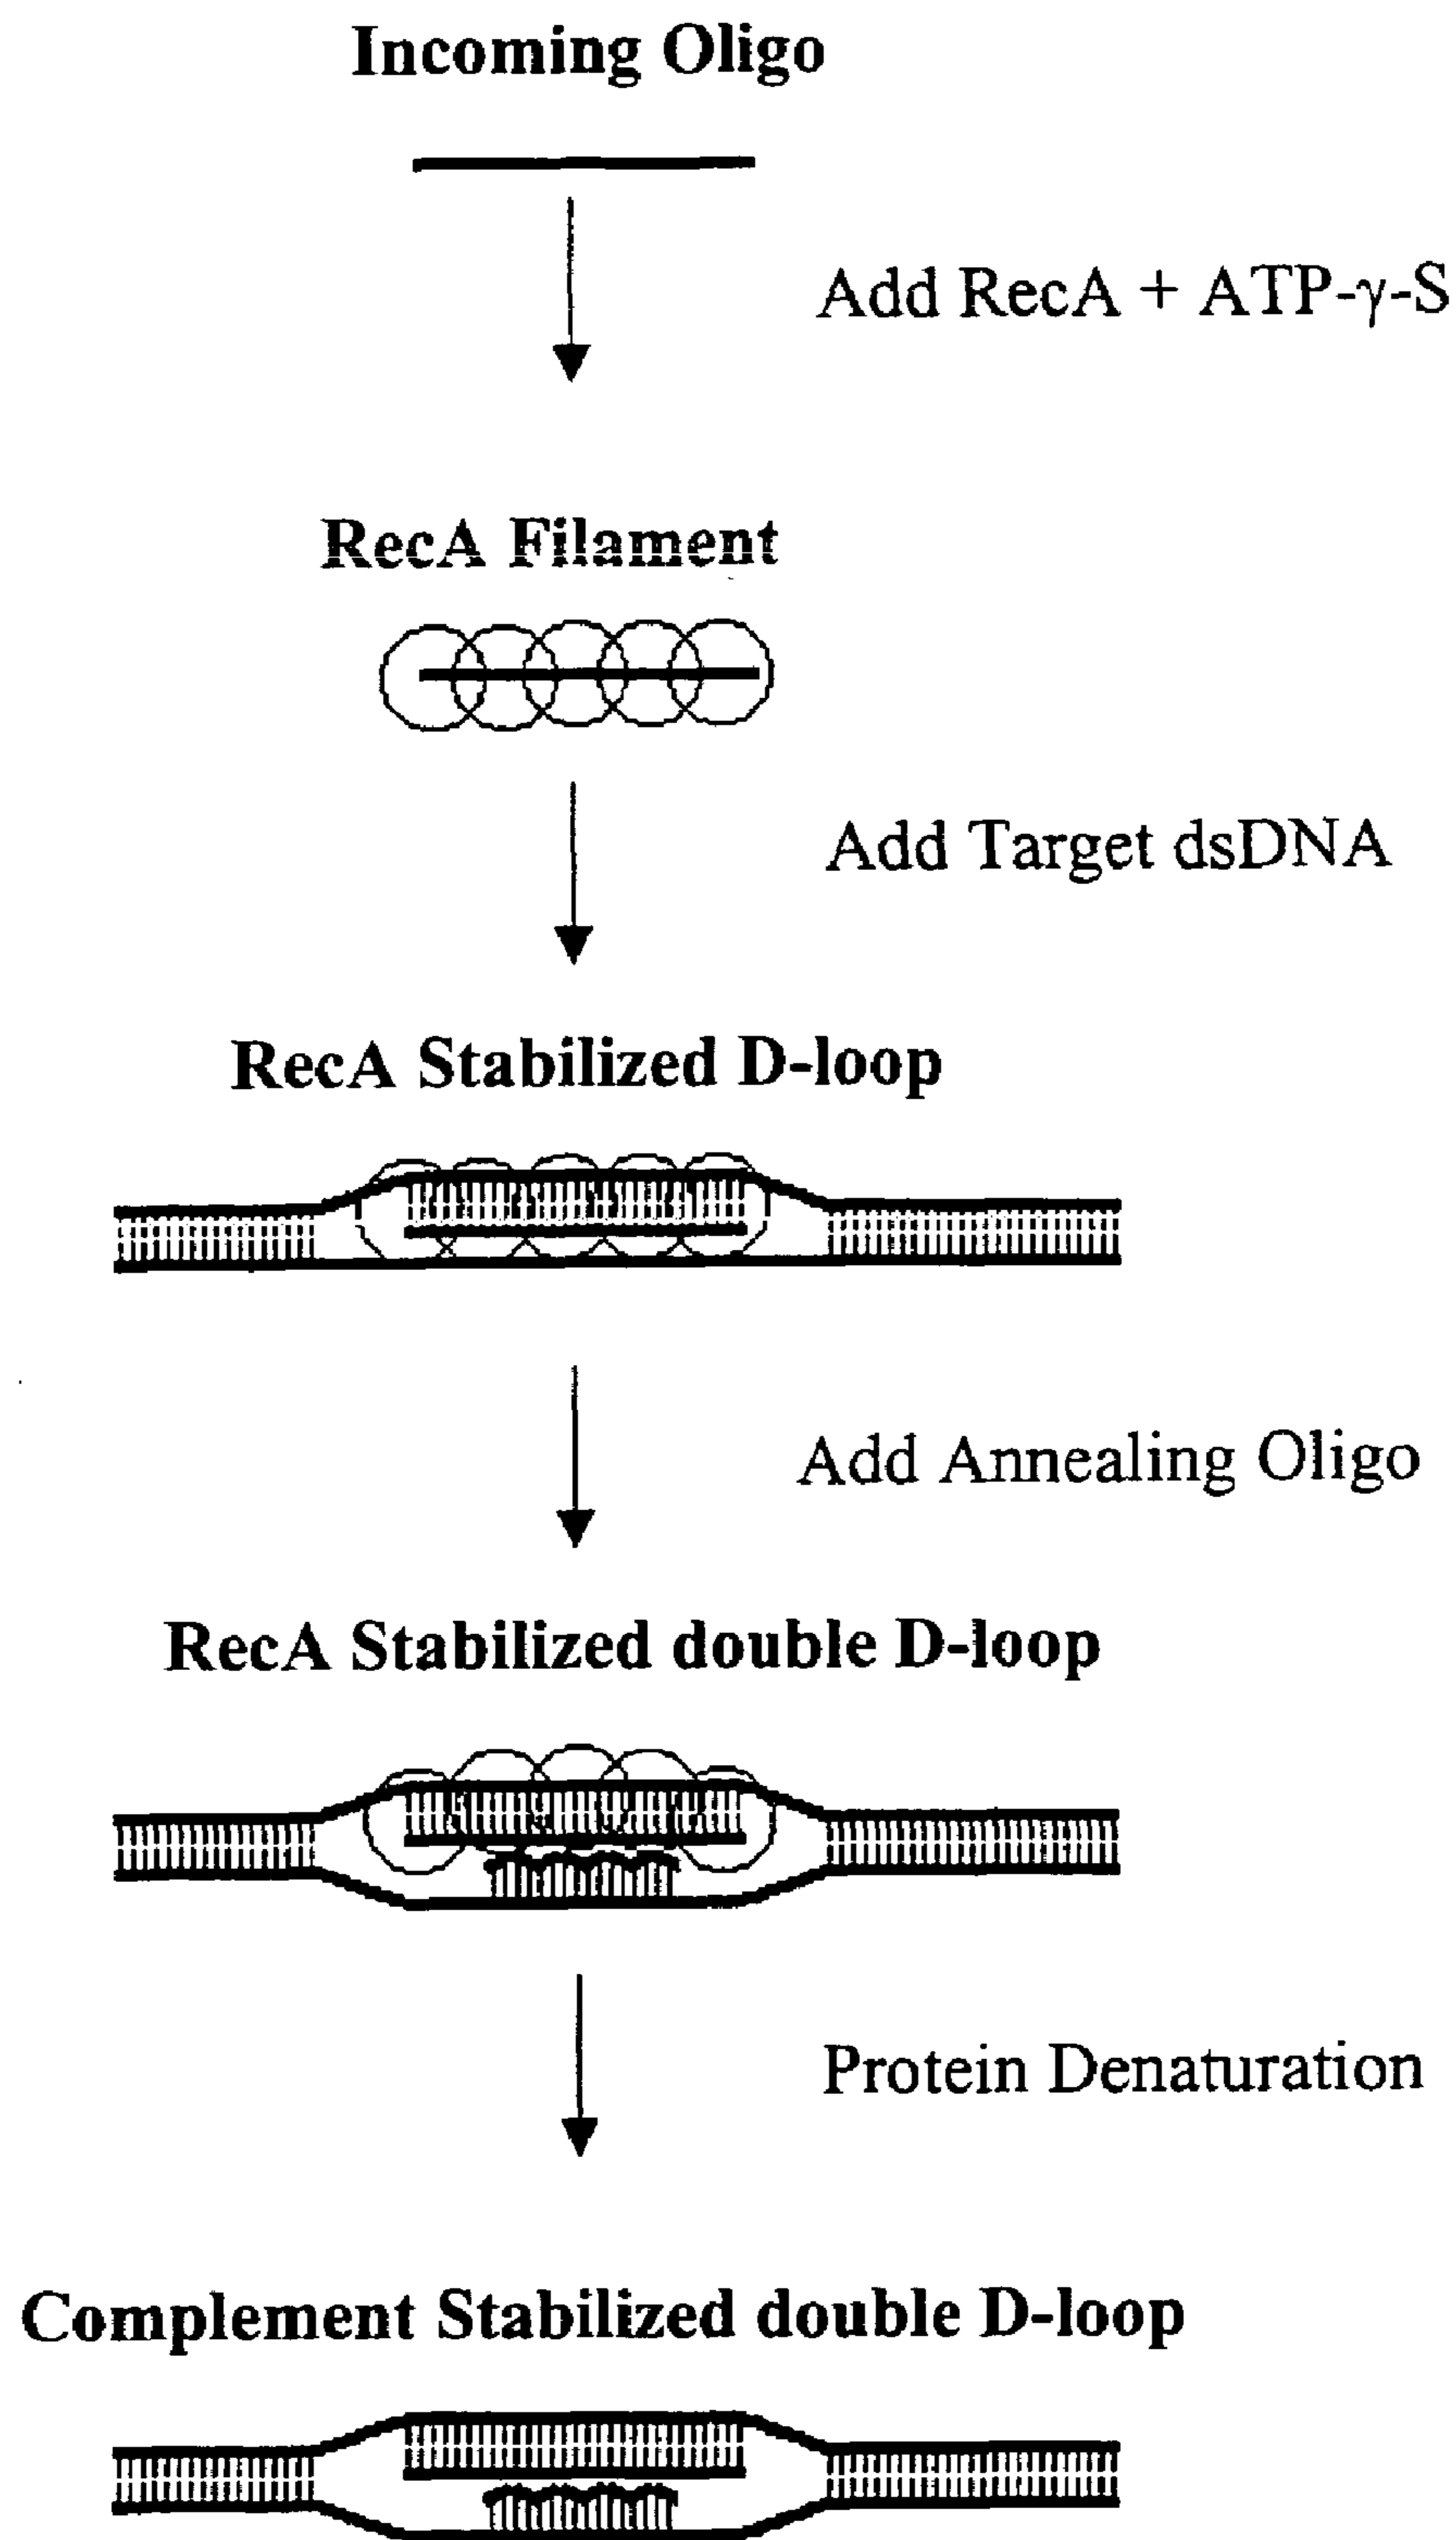 Incoming Oligo
Add RecA + ATP-γ-S
RecA Filament
Add Target dsDNA
RecA Stabilized D-loop
Add Annealing Oligo
RecA Stabilized double D-loop
Protein Denaturation
Complement Stabilized double D-loop